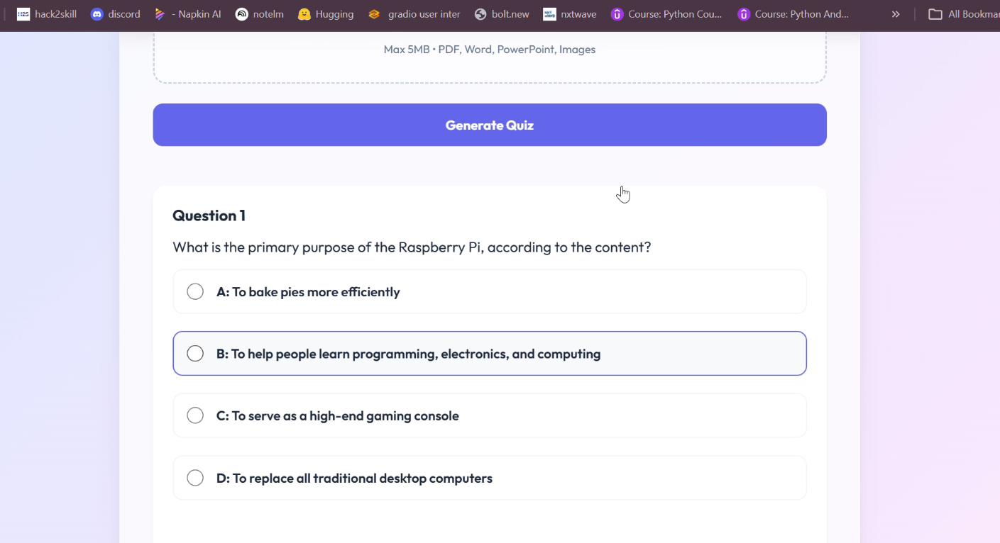 hack2skill discord - Napkin AI notelm Hugging gradio user inter bolt.new nxtwave Course: Python Cou... Course: Python And... » All Bookmar
Max 5MB • PDF, Word, PowerPoint, Images
Generate Quiz
Question 1
What is the primary purpose of the Raspberry Pi, according to the content?
A: To bake pies more efficiently
B: To help people learn programming, electronics, and computing
C: To serve as a high-end gaming console
D: To replace all traditional desktop computers